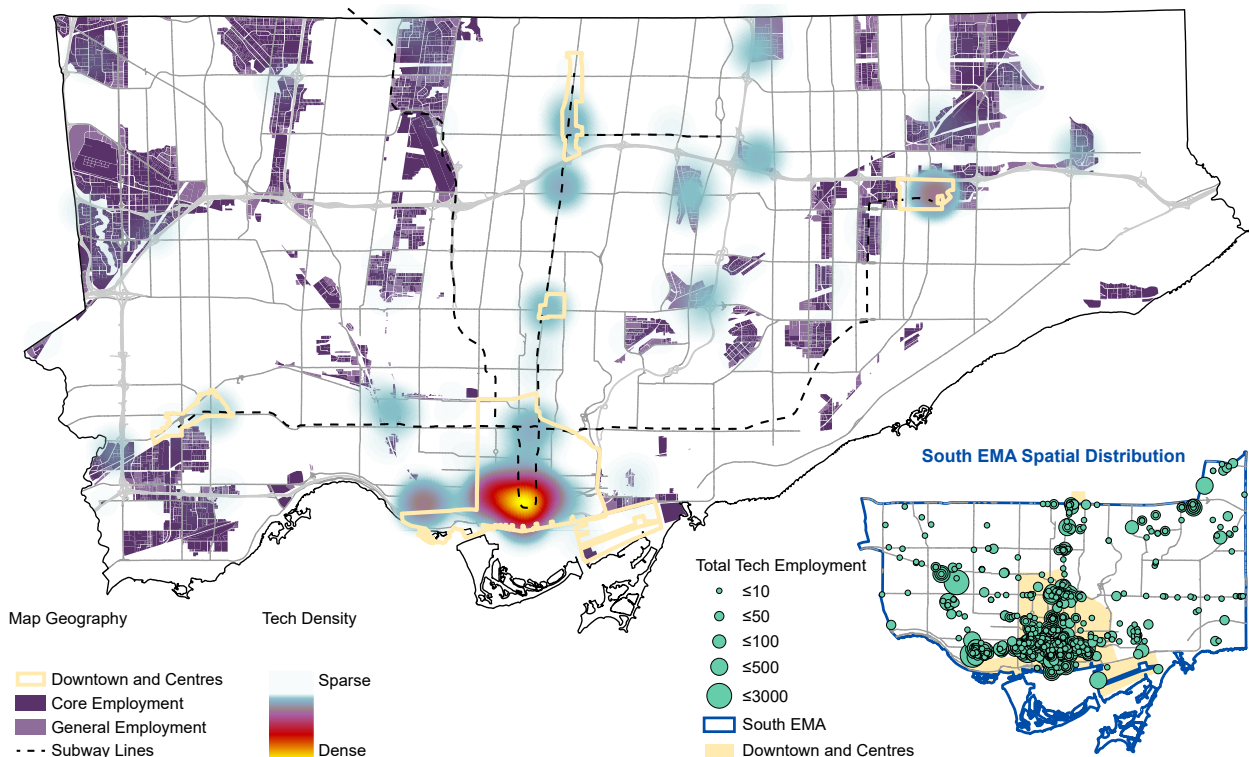 South EMA Spatial Distribution
Map Geography
Downtown and Centres
Core Employment
General Employment
Subway Lines
Tech Density
Sparse
Dense
Total Tech Employment
≤10
≤50
≤100
≤500
≤3000
South EMA
Downtown and Centres